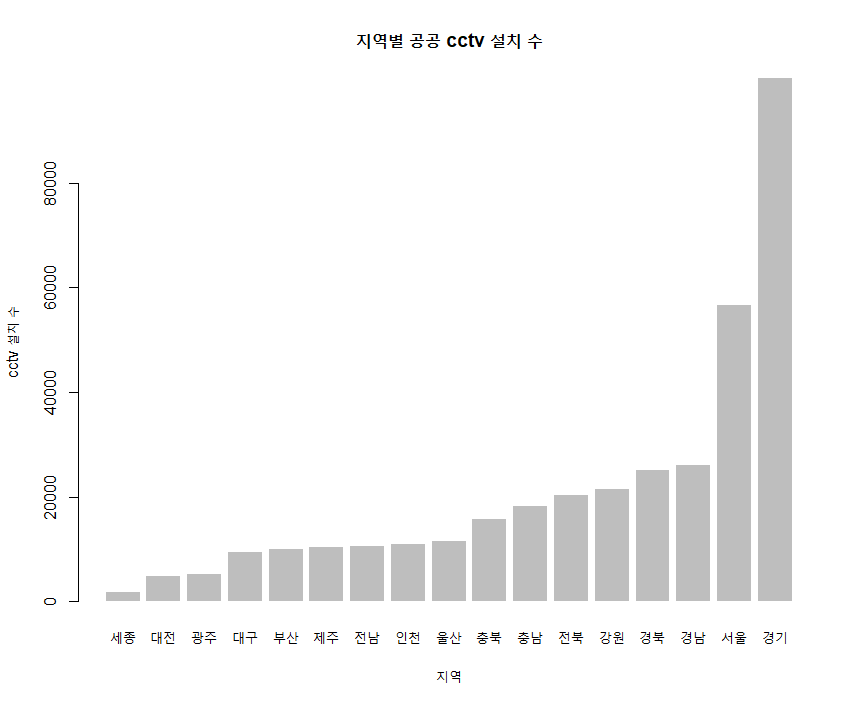 지역별 공공 cctv 설치 수
cctv 설치 수
80000
60000
40000
20000
0
세종 대전 광주 대구 부산 제주 전남 인천 울산 충북 충남 전북 강원 경북 경남 서울 경기
지역